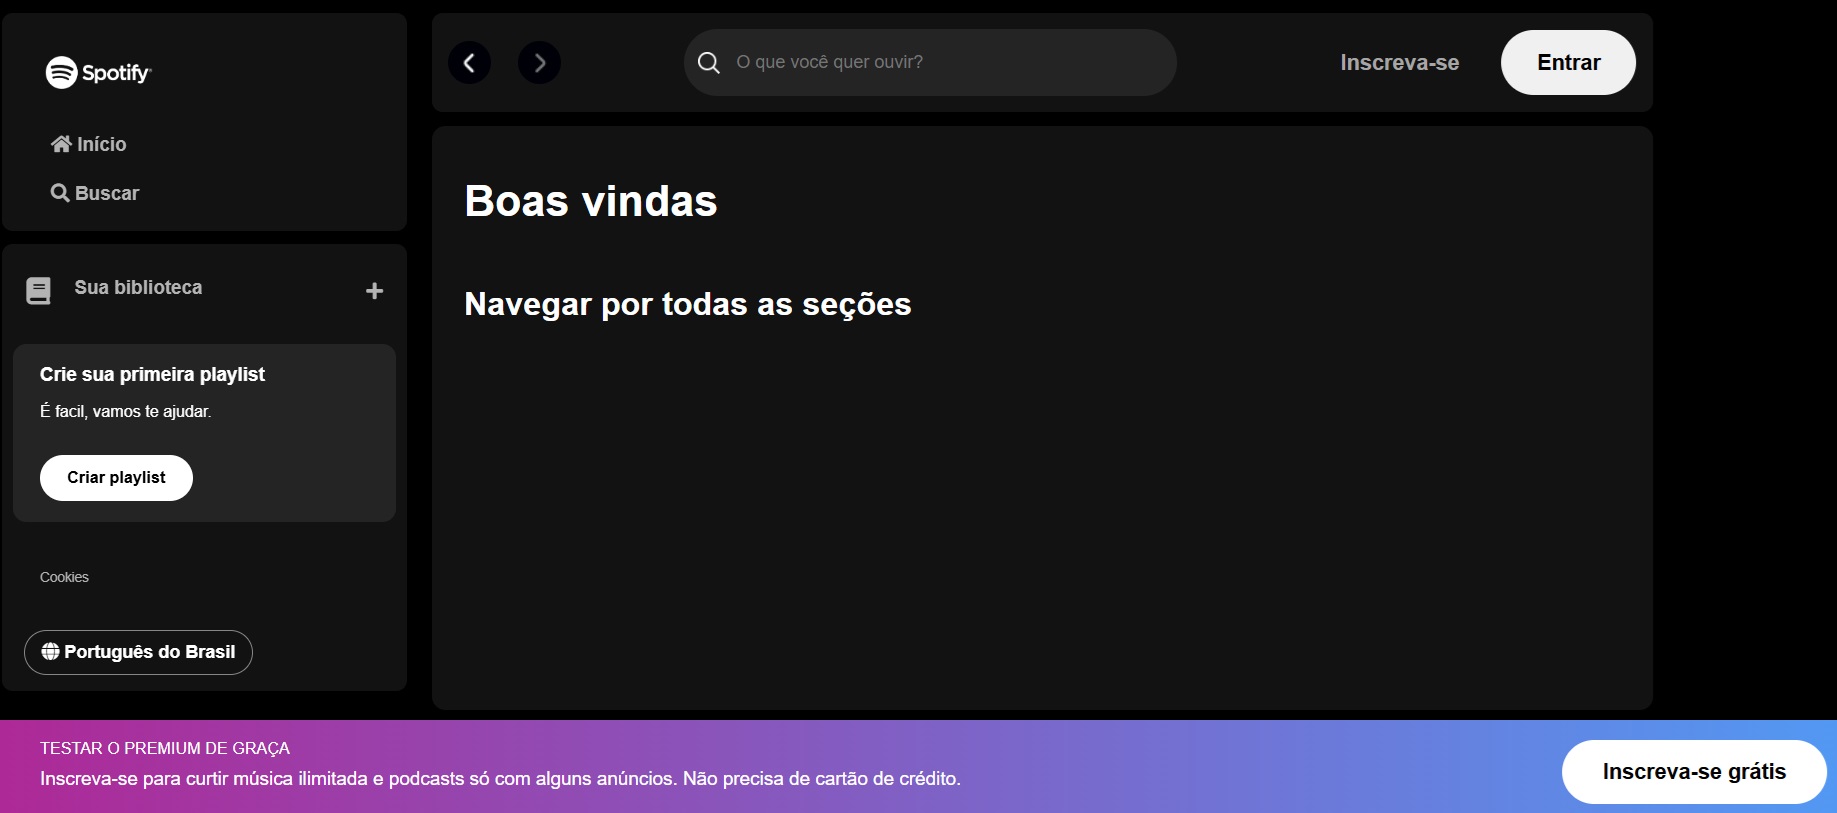 Spotify
Início
Buscar
Sua biblioteca
Crie sua primeira playlist
É facil, vamos te ajudar.
Criar playlist
Cookies
Português do Brasil
O que você quer ouvir?
Inscreva-se
Entrar
Boas vindas
Navegar por todas as seções
TESTAR O PREMIUM DE GRAÇA
Inscreva-se para curtir música ilimitada e podcasts só com alguns anúncios. Não precisa de cartão de crédito.
Inscreva-se grátis